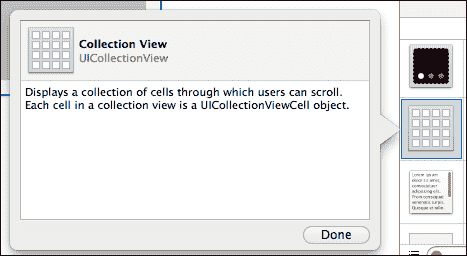 Collection View
UICollectionView
Displays a collection of cells through which users can scroll.
Each cell in a collection view is a UICollectionViewCell object.
Done